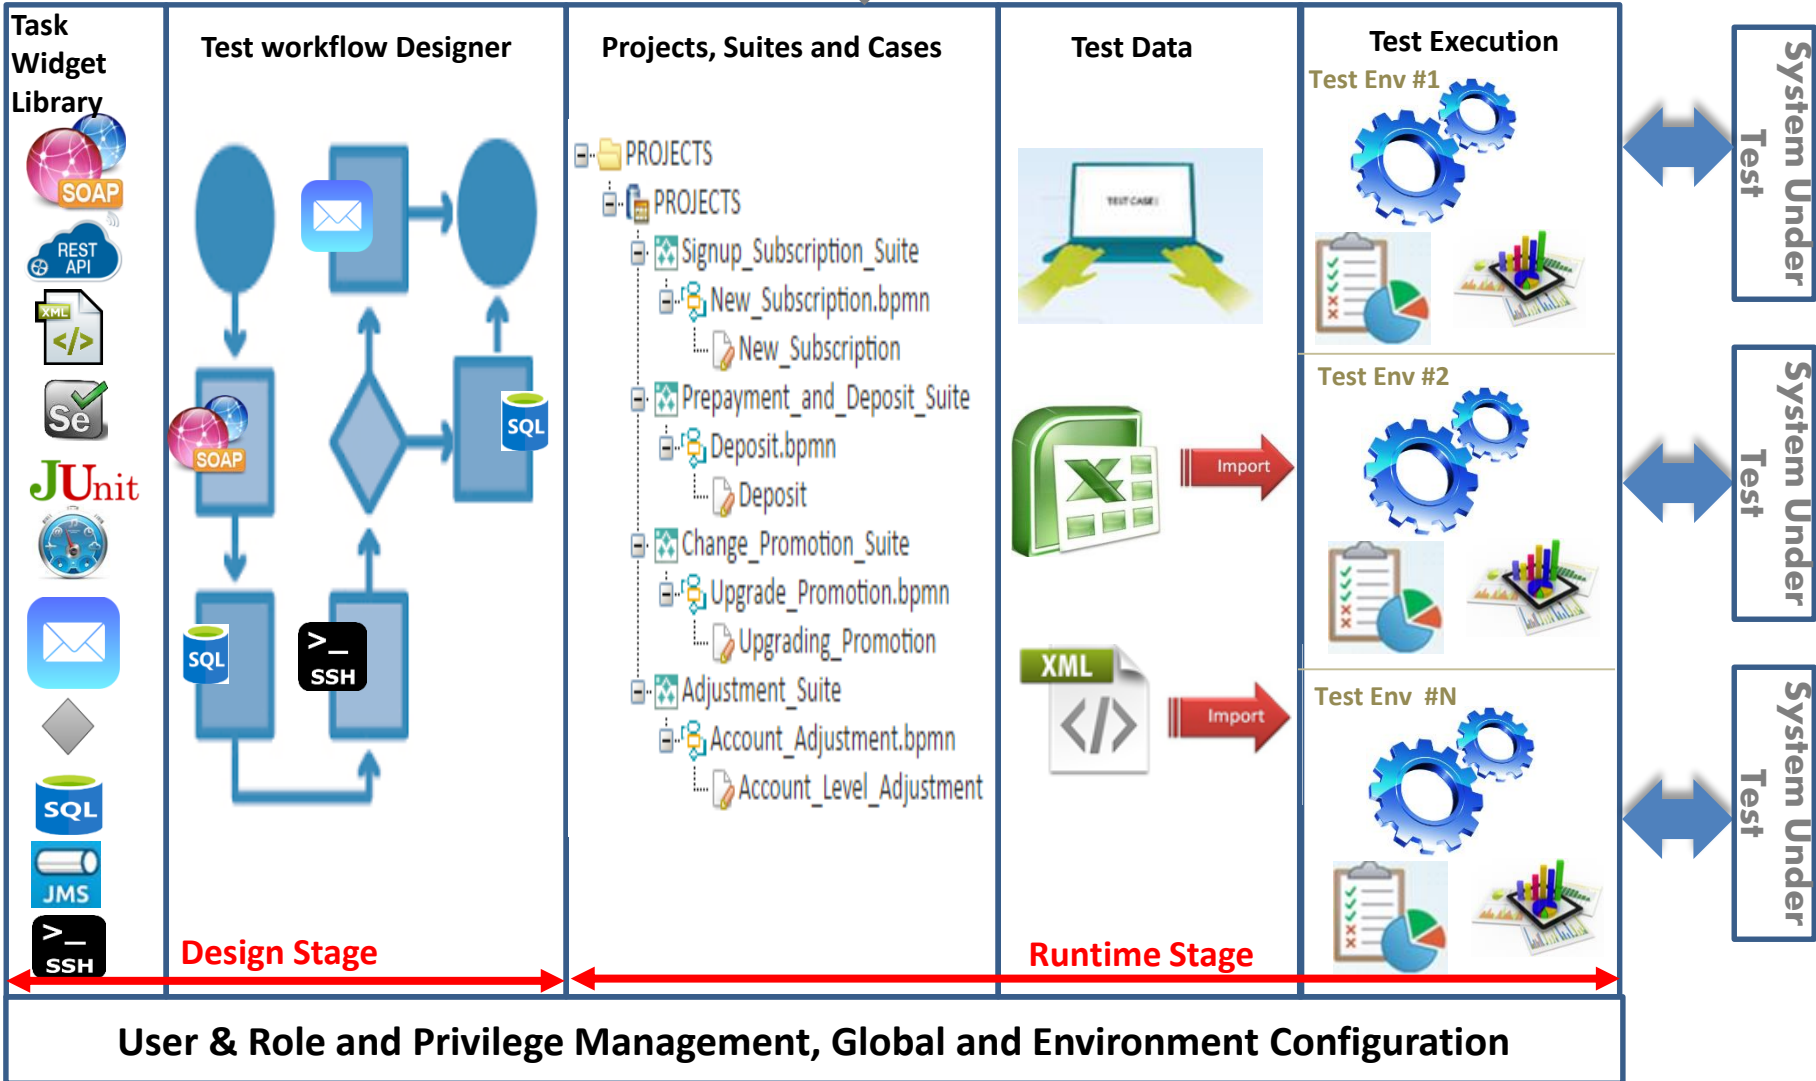 Task
Widget
Library
SOAP
REST
API
XML
</>
Se
JUnit
SQL
JMS
>_
SSH
Test workflow Designer
SOAP
SQL
>_
SSH
SQL
Design Stage
Projects, Suites and Cases
PROJECTS
PROJECTS
Signup_Subscription_Suite
New_Subscription.bpmn
New_Subscription
Prepayment_and_Deposit_Suite
Deposit.bpmn
Deposit
Change_Promotion_Suite
Upgrade_Promotion.bpmn
Upgrading_Promotion
Adjustment_Suite
Account_Adjustment.bpmn
Account_Level_Adjustment
Test Data
TEST CASE
X
Import
XML
</>
Import
Runtime Stage
Test Execution
Test Env #1
Test Env #2
Test Env #N
System Under
Test
System Under
Test
System Under
Test
User & Role and Privilege Management, Global and Environment Configuration